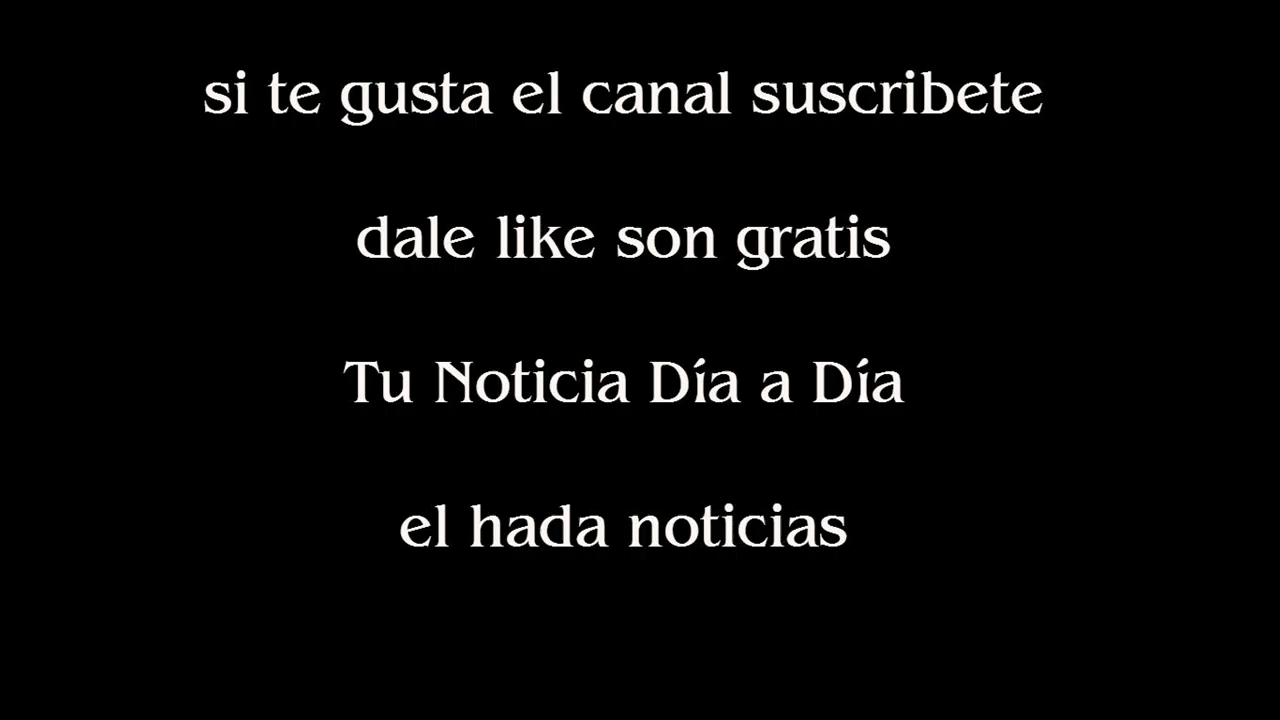 si te gusta el canal suscribete
dale like son gratis
Tu Noticia Día a Día
el hada noticias